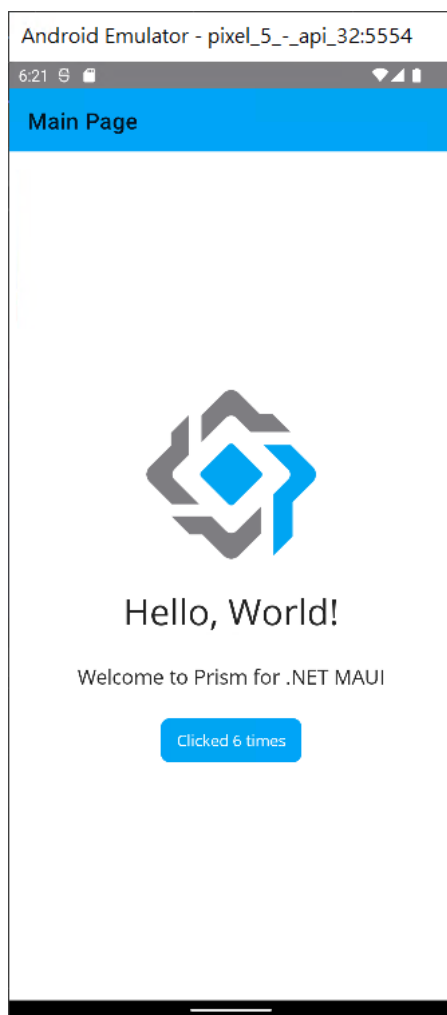 Android Emulator - pixel_5_-_api_32:5554
6:21
Main Page
Hello, World!
Welcome to Prism for .NET MAUI
Clicked 6 times